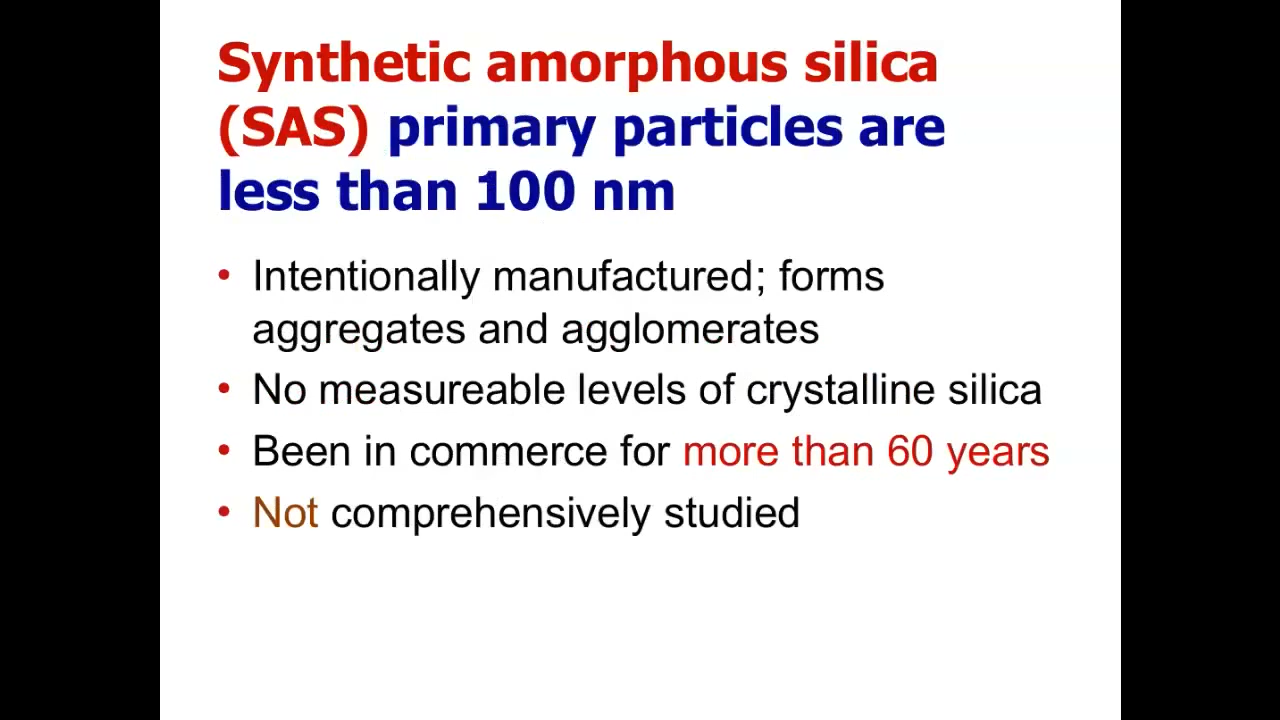 Synthetic amorphous silica
(SAS) primary particles are
less than 100 nm
• Intentionally manufactured; forms
aggregates and agglomerates
• No measureable levels of crystalline silica
• Been in commerce for more than 60 years
• Not comprehensively studied